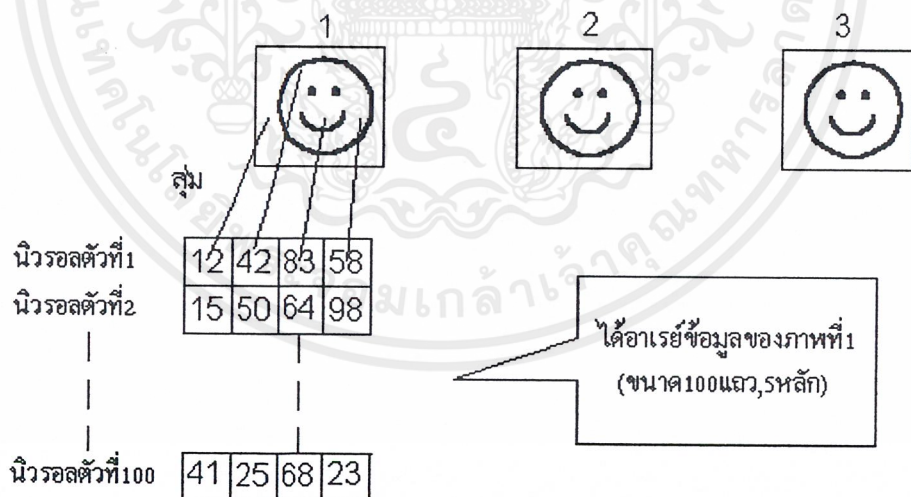 1 2 3
สุ่ม
นิวรอลตัวที่1 12 42 83 58
นิวรอลตัวที่2 15 50 64 98
ได้อาเรย์ข้อมูลของภาพที่1
(ขนาด100แถว,5หลัก)
นิวรอลตัวที่100 41 25 68 23